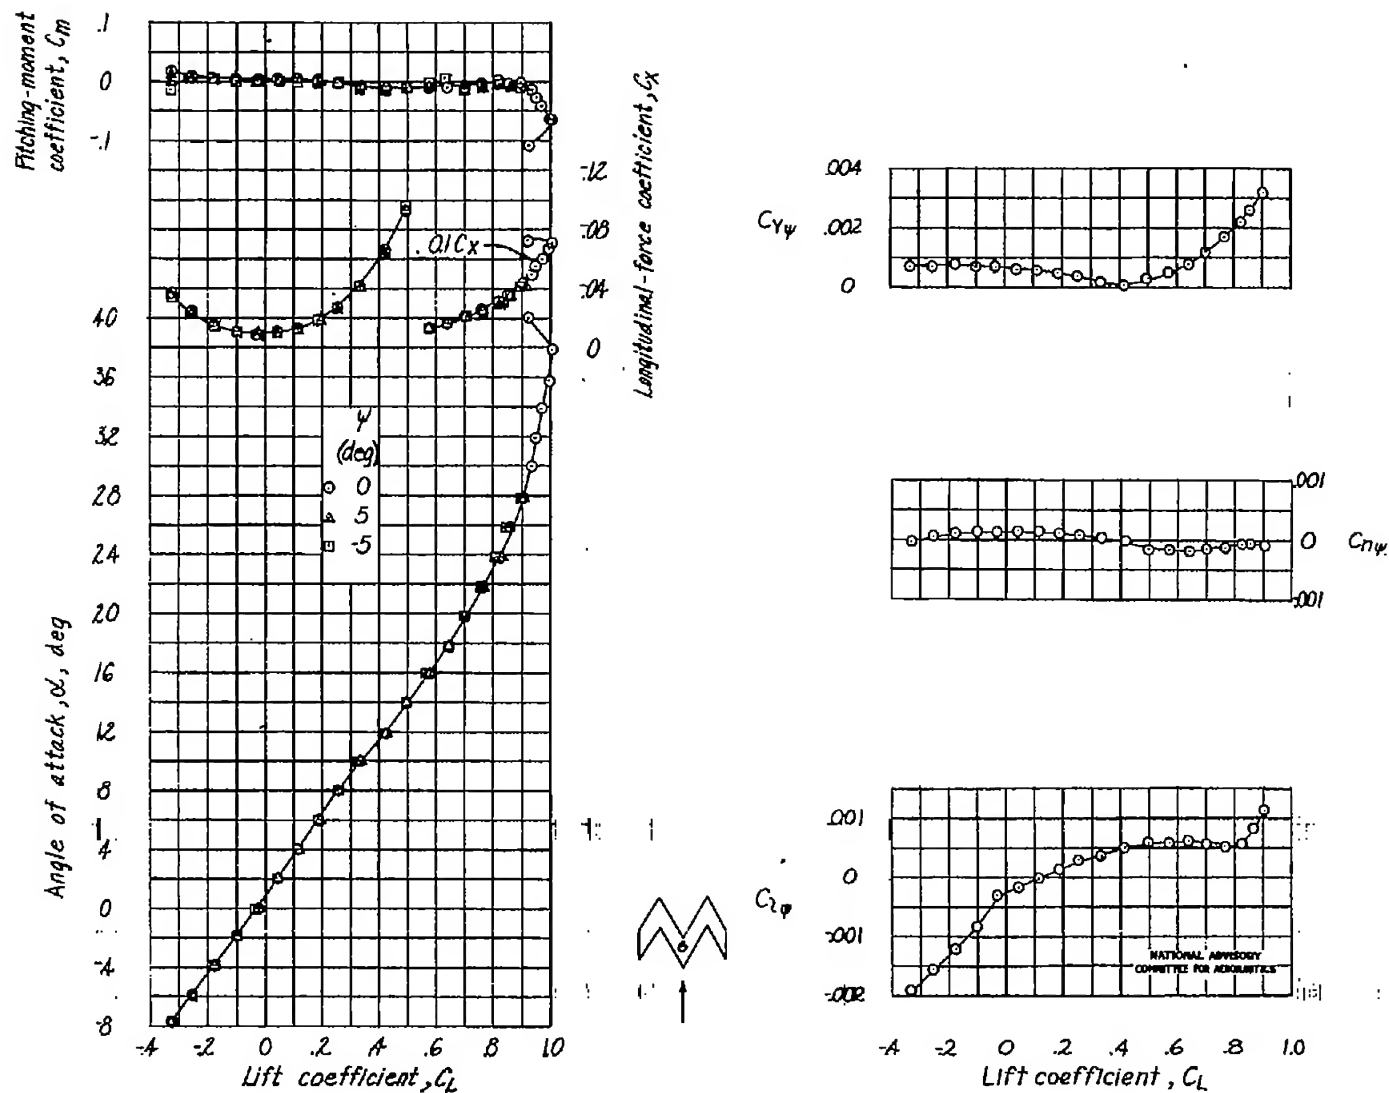 Pitching-moment
coefficient, Cm
.1
0
-.1
Longitudinal-force coefficient, Cx
-.12
-.08
-.04
0
0.1Cx
Angle of attack, α, deg
40
36
32
28
24
20
16
12
8
4
0
-4
-8
ψ
(deg)
0
5
-5
-.4 -.2 0 .2 .4 .6 .8 1.0
Lift coefficient, CL
CYψ
.004
.002
0
.001
0
-.001
Cnψ
Clψ
.001
0
-.001
-.002
NATIONAL ADVISORY
COMMITTEE FOR AERONAUTICS
-.4 -.2 0 .2 .4 .6 .8 1.0
Lift coefficient, CL